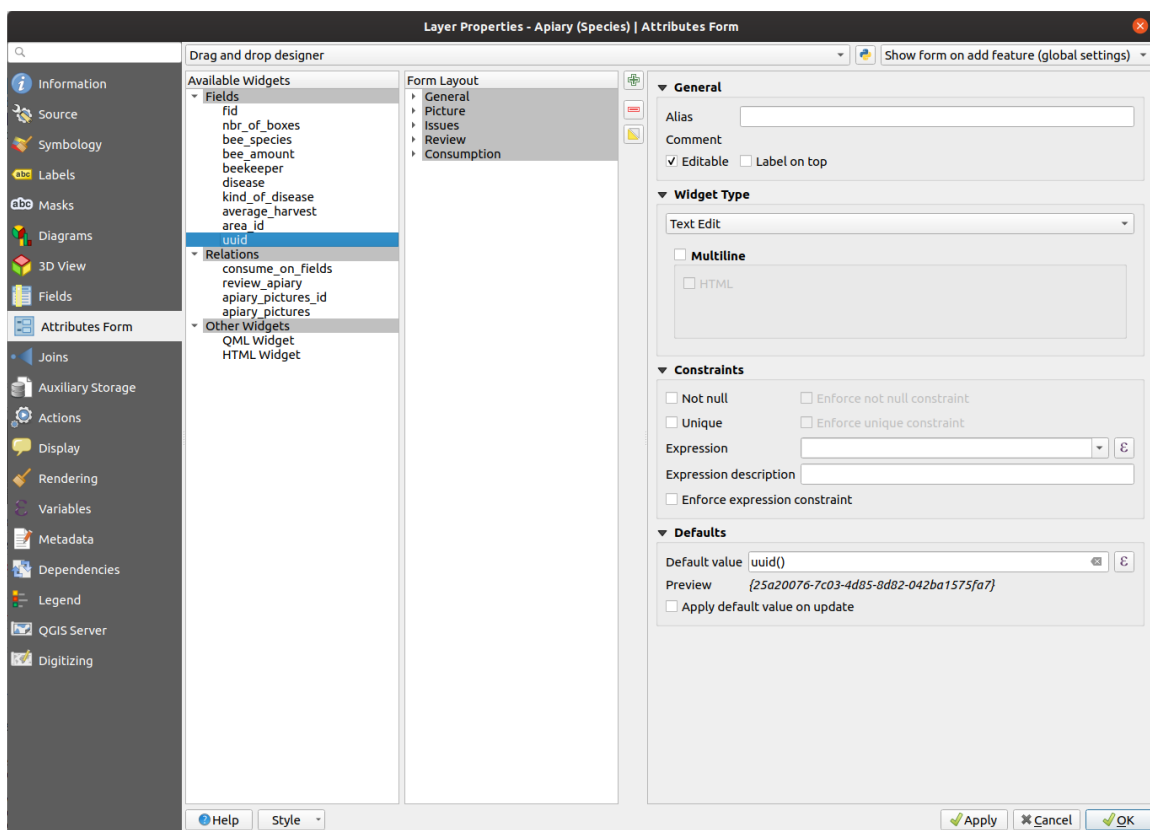 Layer Properties - Apiary (Species) | Attributes Form
Information
Source
Symbology
abc Labels
abc Masks
Diagrams
3D View
Fields
Attributes Form
Joins
Auxiliary Storage
Actions
Display
Rendering
Variables
Metadata
Dependencies
Legend
QGIS Server
Digitizing
Drag and drop designer
Show form on add feature (global settings)
Available Widgets
Fields
fid
nbr_of_boxes
bee_species
bee_amount
beekeeper
disease
kind_of_disease
average_harvest
area_id
uuid
Relations
consume_on_fields
review_apiary
apiary_pictures_id
apiary_pictures
Other Widgets
QML Widget
HTML Widget
Form Layout
General
Picture
Issues
Review
Consumption
General
Alias
Comment
Editable Label on top
Widget Type
Text Edit
Multiline
HTML
Constraints
Not null Enforce not null constraint
Unique Enforce unique constraint
Expression ε
Expression description
Enforce expression constraint
Defaults
Default value uuid() ε
Preview {25a20076-7c03-4d85-8d82-042ba1575fa7}
Apply default value on update
Help Style Apply Cancel OK